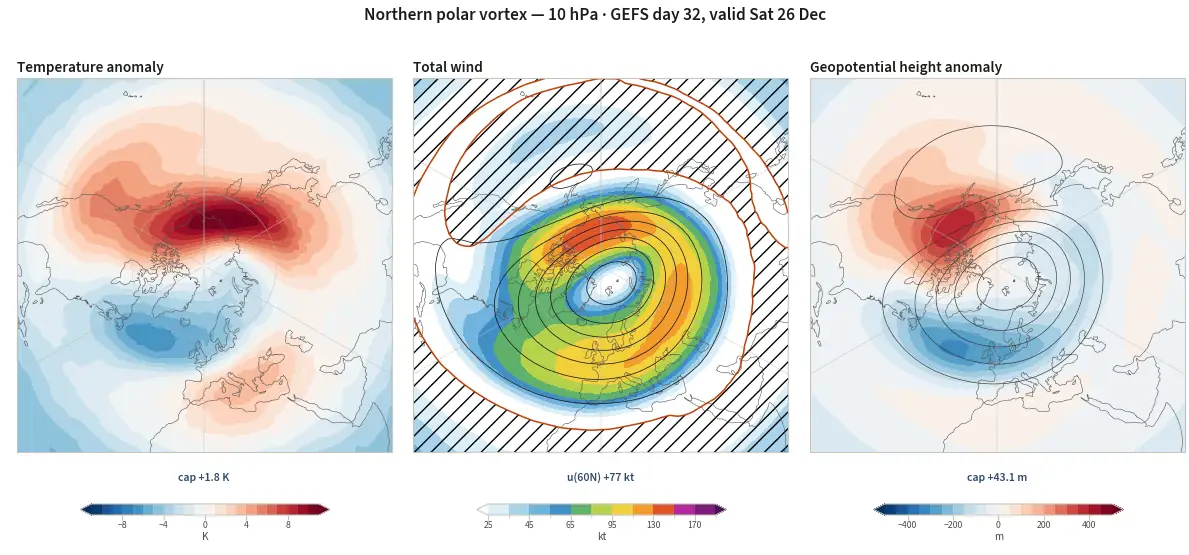 Northern polar vortex — 10 hPa · GEFS day 32, valid Sat 26 Dec
Temperature anomaly
Total wind
Geopotential height anomaly
cap +1.8 K
u(60N) +77 kt
cap +43.1 m
−8 −4 0 4 8
K
25 45 65 95 130 170
kt
−400 −200 0 200 400
m